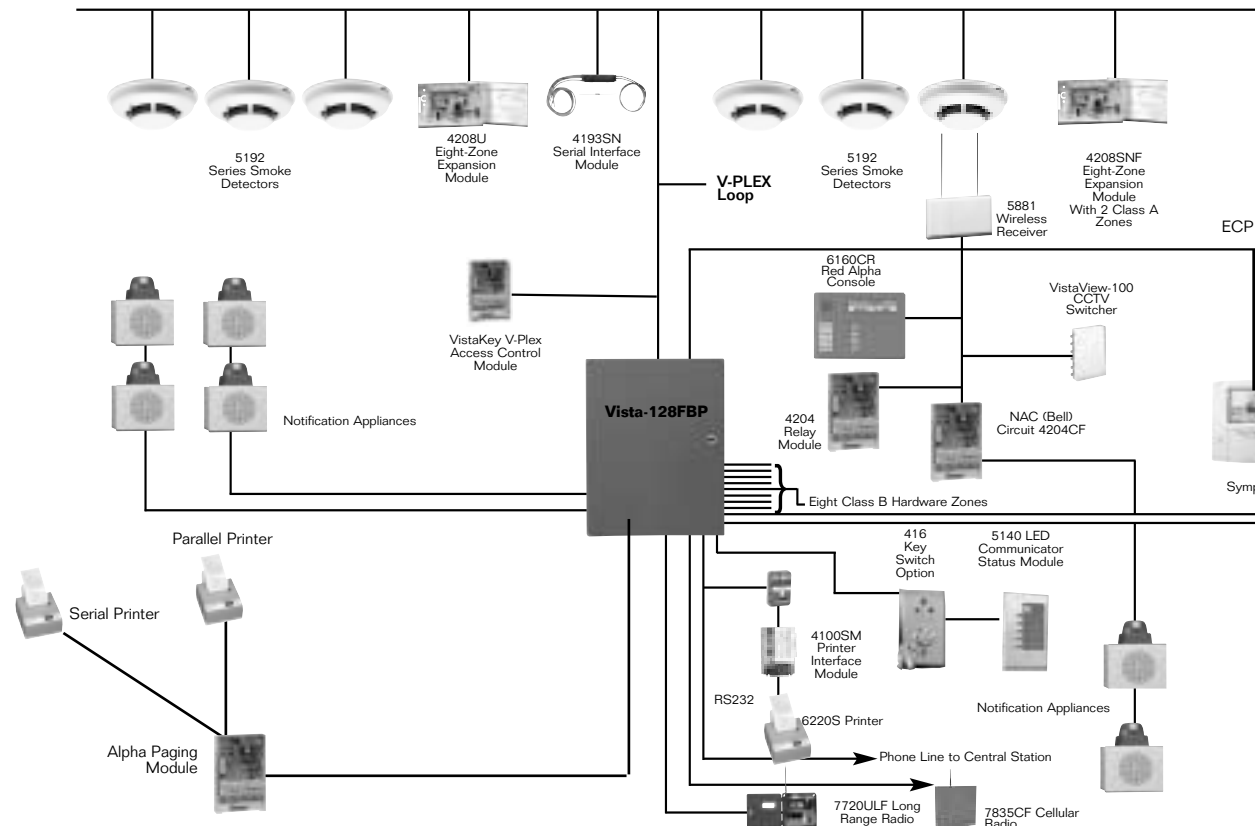 5192
Series Smoke
Detectors
4208U
Eight-Zone
Expansion
Module
4193SN
Serial Interface
Module
V-PLEX
Loop
5192
Series Smoke
Detectors
5881
Wireless
Receiver
4208SNF
Eight-Zone
Expansion
Module
With 2 Class A
Zones
ECP
6160CR
Red Alpha
Console
VistaView-100
CCTV
Switcher
VistaKey V-Plex
Access Control
Module
Notification Appliances
Vista-128FBP
4204
Relay
Module
NAC (Bell)
Circuit 4204CF
Eight Class B Hardware Zones
Symp
Parallel Printer
Serial Printer
416
Key
Switch
Option
5140 LED
Communicator
Status Module
4100SM
Printer
Interface
Module
RS232
6220S Printer
Notification Appliances
Alpha Paging
Module
Phone Line to Central Station
7720ULF Long
Range Radio
7835CF Cellular
Radio